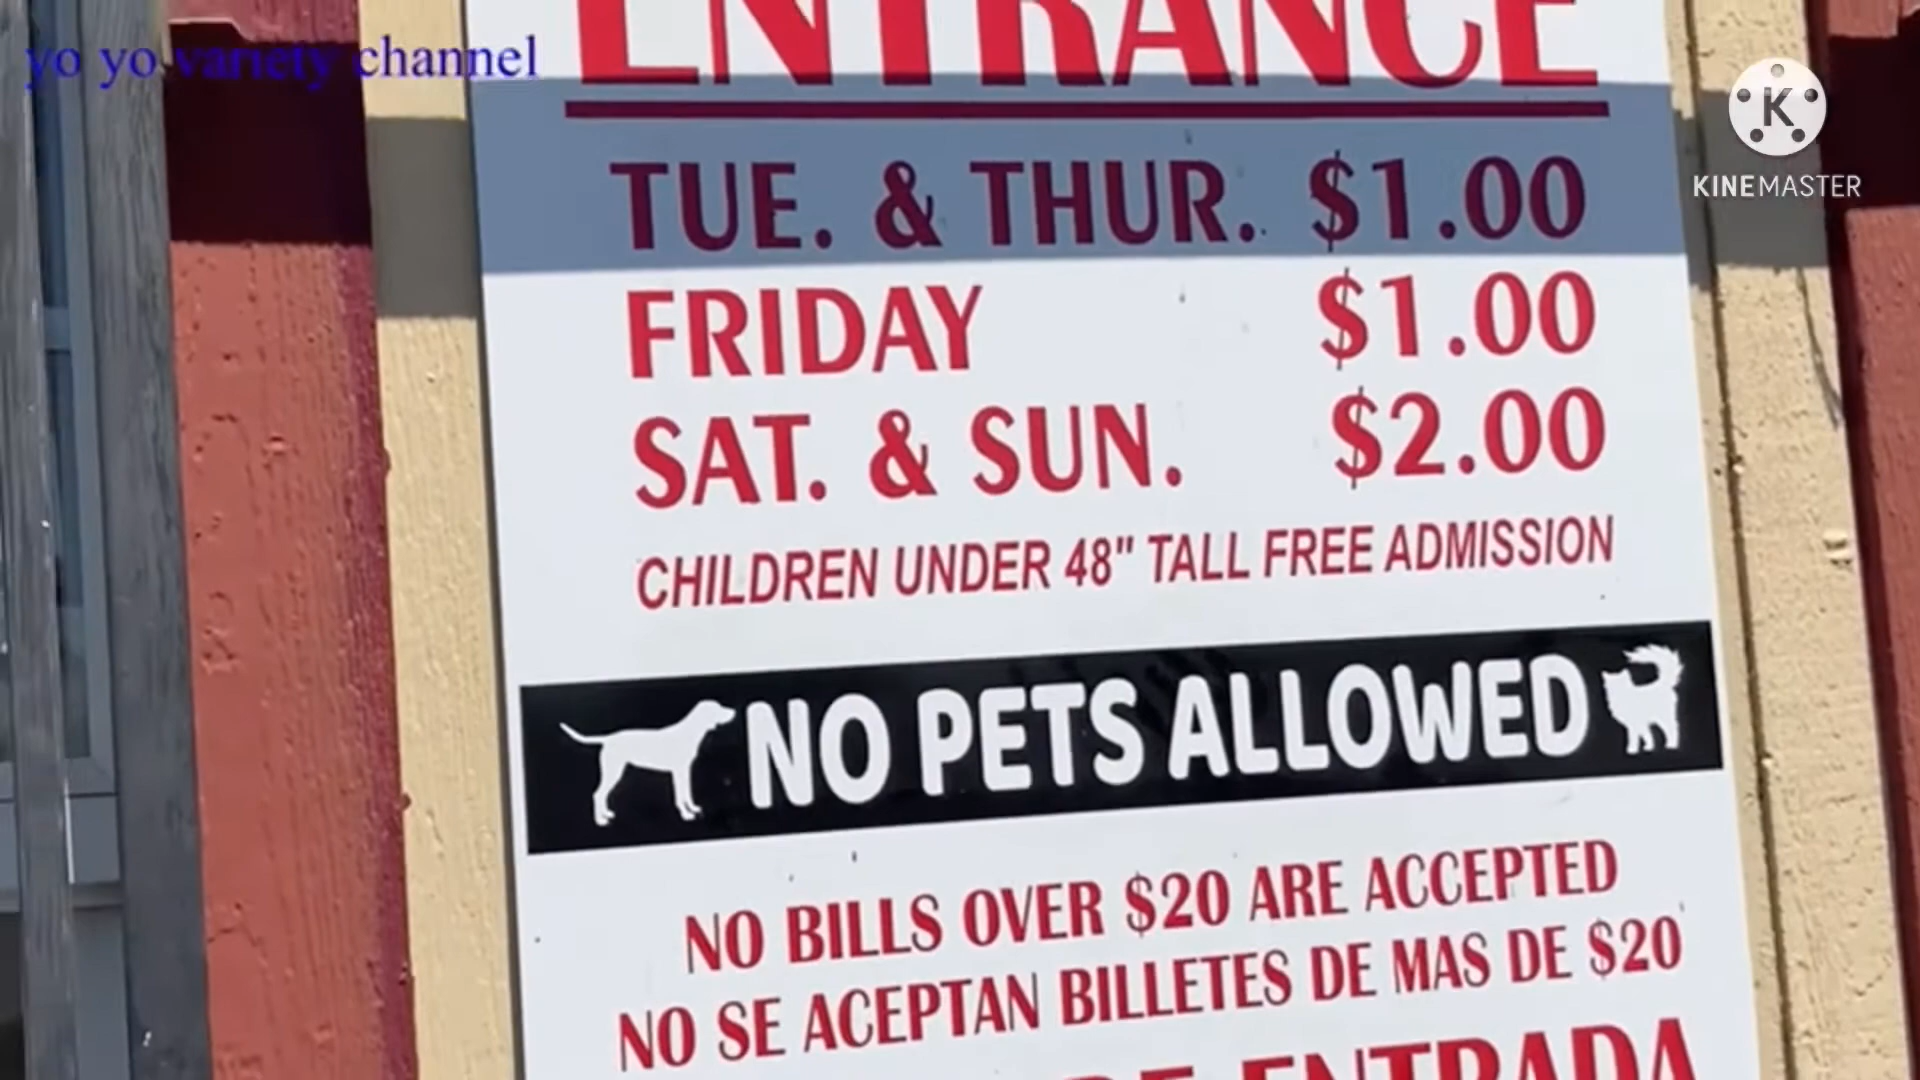 yo yo variety channel
ENTRANCE
K
KINEMASTER
TUE. & THUR. $1.00
FRIDAY $1.00
SAT. & SUN. $2.00
CHILDREN UNDER 48" TALL FREE ADMISSION
NO PETS ALLOWED
NO BILLS OVER $20 ARE ACCEPTED
NO SE ACEPTAN BILLETES DE MAS DE $20
DE ENTRADA